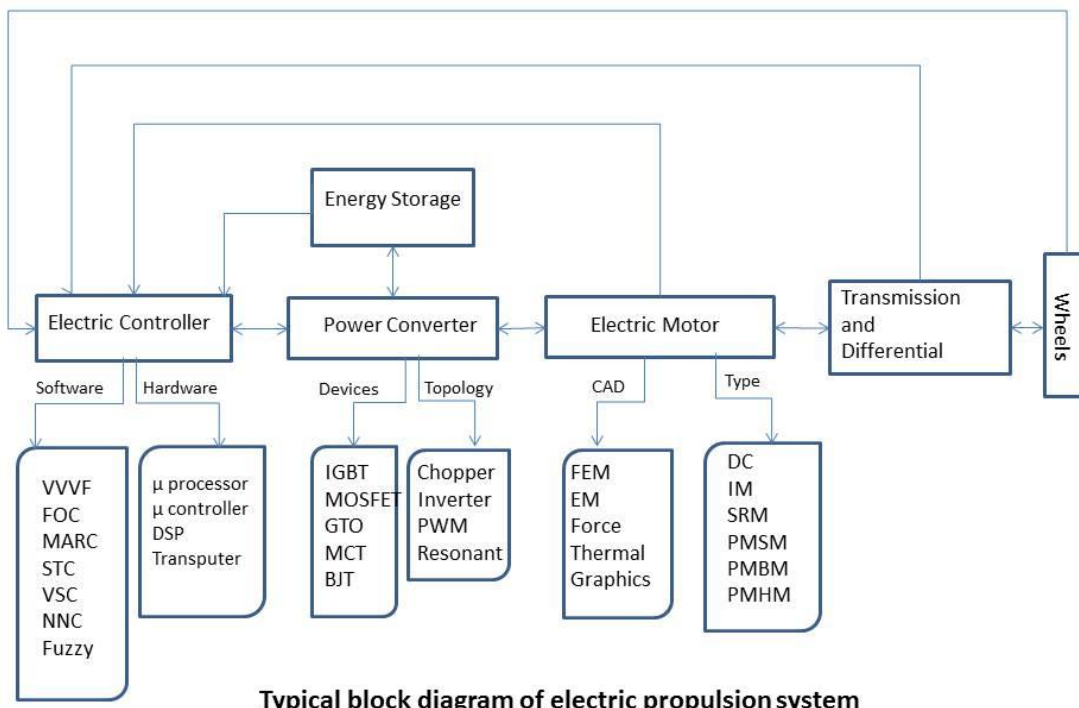 Energy Storage
Electric Controller
Power Converter
Electric Motor
Transmission
and
Differential
Wheels
Software
Hardware
Devices
Topology
CAD
Type
VVVF
FOC
MARC
STC
VSC
NNC
Fuzzy
μ processor
μ controller
DSP
Transputer
IGBT
MOSFET
GTO
MCT
BJT
Chopper
Inverter
PWM
Resonant
FEM
EM
Force
Thermal
Graphics
DC
IM
SRM
PMSM
PMBM
PMHM
Typical block diagram of electric propulsion system